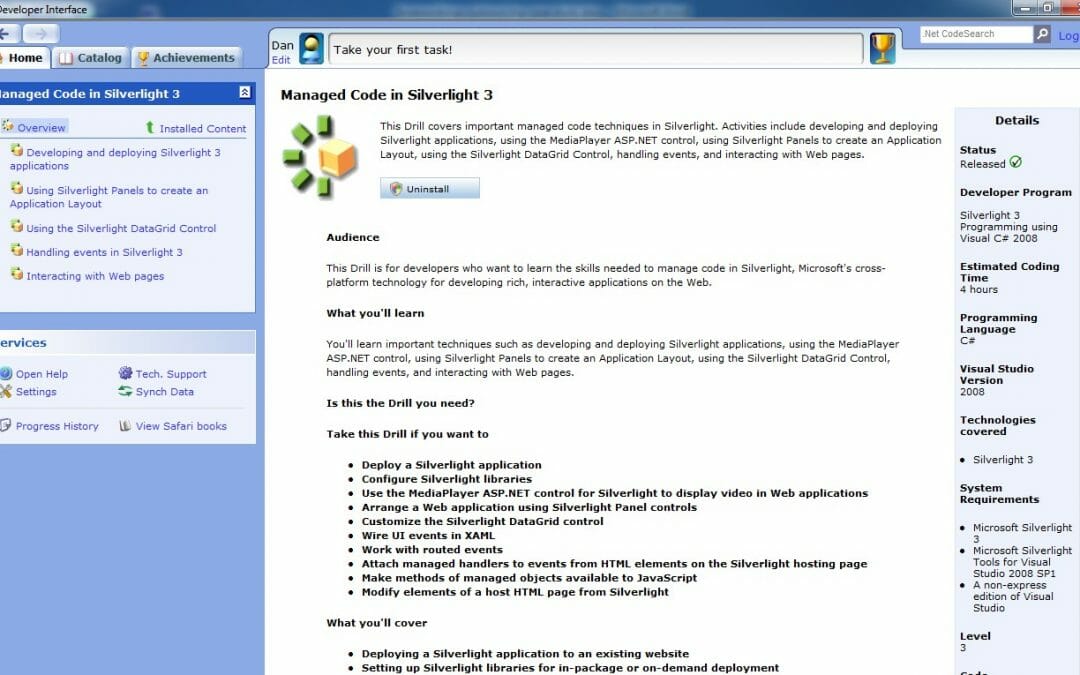 Developer Interface
Dan
Edit
Take your first task!
.Net CodeSearch
Log
Home
Catalog
Achievements
anaged Code in Silverlight 3
Overview
Installed Content
Developing and deploying Silverlight 3
applications
Using Silverlight Panels to create an
Application Layout
Using the Silverlight DataGrid Control
Handling events in Silverlight 3
Interacting with Web pages
ervices
Open Help
Tech. Support
Settings
Synch Data
Progress History
View Safari books
Managed Code in Silverlight 3
This Drill covers important managed code techniques in Silverlight. Activities include developing and deploying
Silverlight applications, using the MediaPlayer ASP.NET control, using Silverlight Panels to create an Application
Layout, using the Silverlight DataGrid Control, handling events, and interacting with Web pages.
Uninstall
Audience
This Drill is for developers who want to learn the skills needed to manage code in Silverlight, Microsoft's cross-
platform technology for developing rich, interactive applications on the Web.
What you'll learn
You'll learn important techniques such as developing and deploying Silverlight applications, using the MediaPlayer
ASP.NET control, using Silverlight Panels to create an Application Layout, using the Silverlight DataGrid Control,
handling events, and interacting with Web pages.
Is this the Drill you need?
Take this Drill if you want to
Deploy a Silverlight application
Configure Silverlight libraries
Use the MediaPlayer ASP.NET control for Silverlight to display video in Web applications
Arrange a Web application using Silverlight Panel controls
Customize the Silverlight DataGrid control
Wire UI events in XAML
Work with routed events
Attach managed handlers to events from HTML elements on the Silverlight hosting page
Make methods of managed objects available to JavaScript
Modify elements of a host HTML page from Silverlight
What you'll cover
Deploying a Silverlight application to an existing website
Setting up Silverlight libraries for in-package or on-demand deployment
Details
Status
Released
Developer Program
Silverlight 3
Programming using
Visual C# 2008
Estimated Coding
Time
4 hours
Programming
Language
C#
Visual Studio
Version
2008
Technologies
covered
Silverlight 3
System
Requirements
Microsoft Silverlight
3
Microsoft Silverlight
Tools for Visual
Studio 2008 SP1
A non-express
edition of Visual
Studio
Level
3